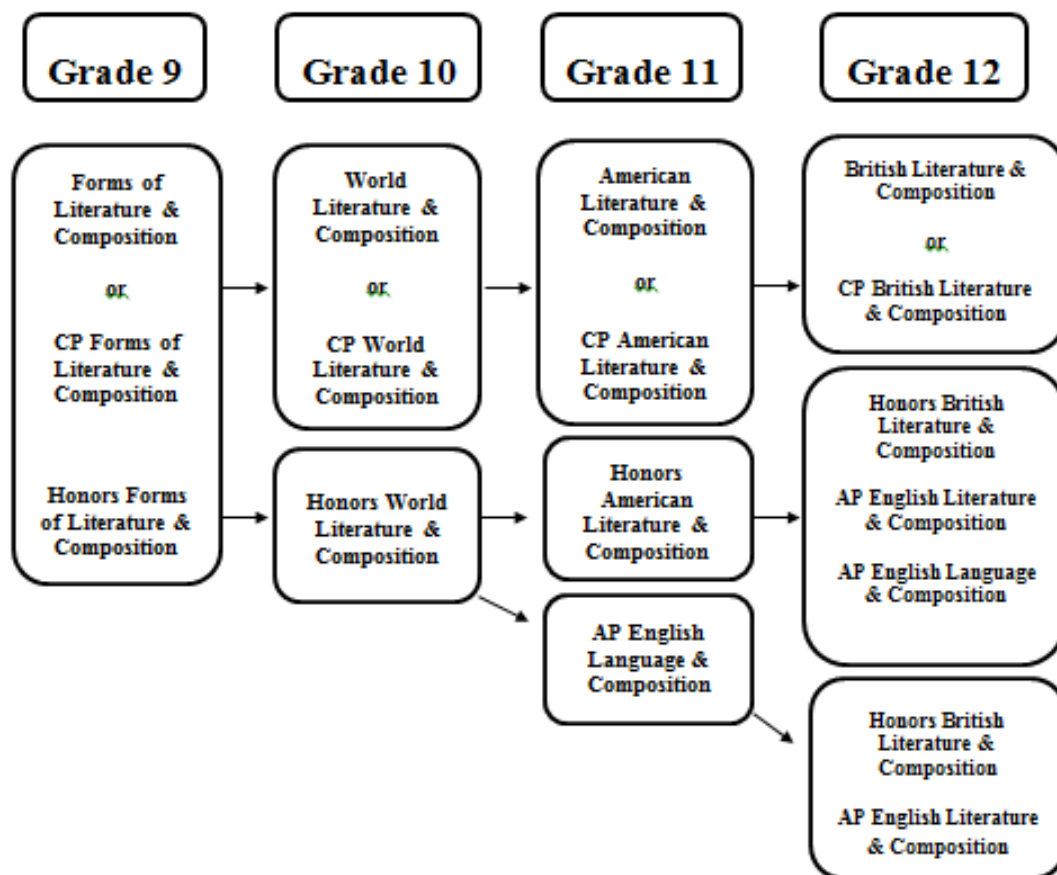 Grade 9
Grade 10
Grade 11
Grade 12
Forms of
Literature &
Composition
or
CP Forms of
Literature &
Composition
Honors Forms
of Literature &
Composition
World
Literature &
Composition
or
CP World
Literature &
Composition
Honors World
Literature &
Composition
American
Literature &
Composition
or
CP American
Literature &
Composition
Honors
American
Literature &
Composition
AP English
Language &
Composition
British Literature &
Composition
or
CP British Literature
& Composition
Honors British
Literature &
Composition
AP English Literature
& Composition
AP English Language
& Composition
Honors British
Literature &
Composition
AP English Literature
& Composition